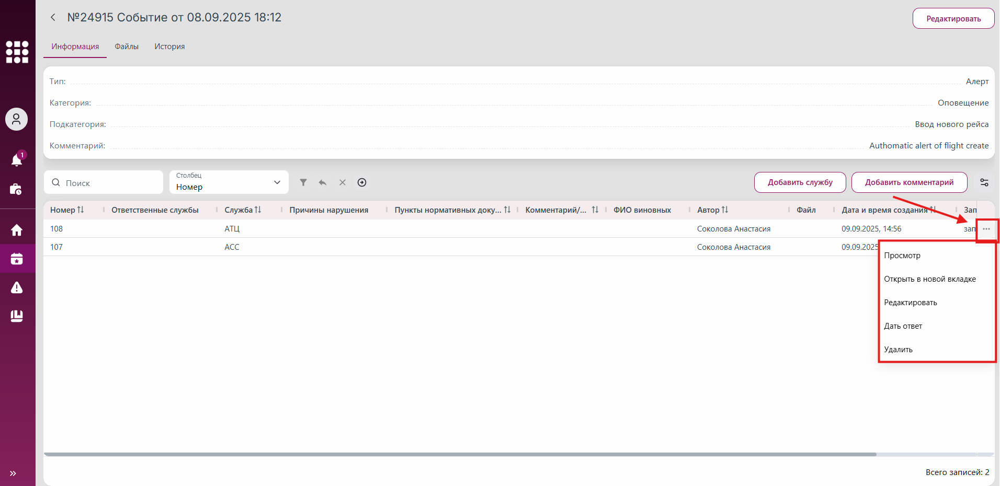 №24915 Событие от 08.09.2025 18:12
Редактировать
Информация Файлы История
Тип: Алерт
Категория: Оповещение
Подкатегория: Ввод нового рейса
Комментарий: Authomatic alert of flight create
1
Поиск
Столбец
Номер
Добавить службу Добавить комментарий
Номер Ответственные службы Служба Причины нарушения Пункты нормативных доку... Комментарий/... ФИО виновных Автор Файл Дата и время создания Зап
108 АТЦ Соколова Анастасия 09.09.2025, 14:56 зап
107 АСС Соколова Анастасия 09.09.2025
Просмотр
Открыть в новой вкладке
Редактировать
Дать ответ
Удалить
Всего записей: 2